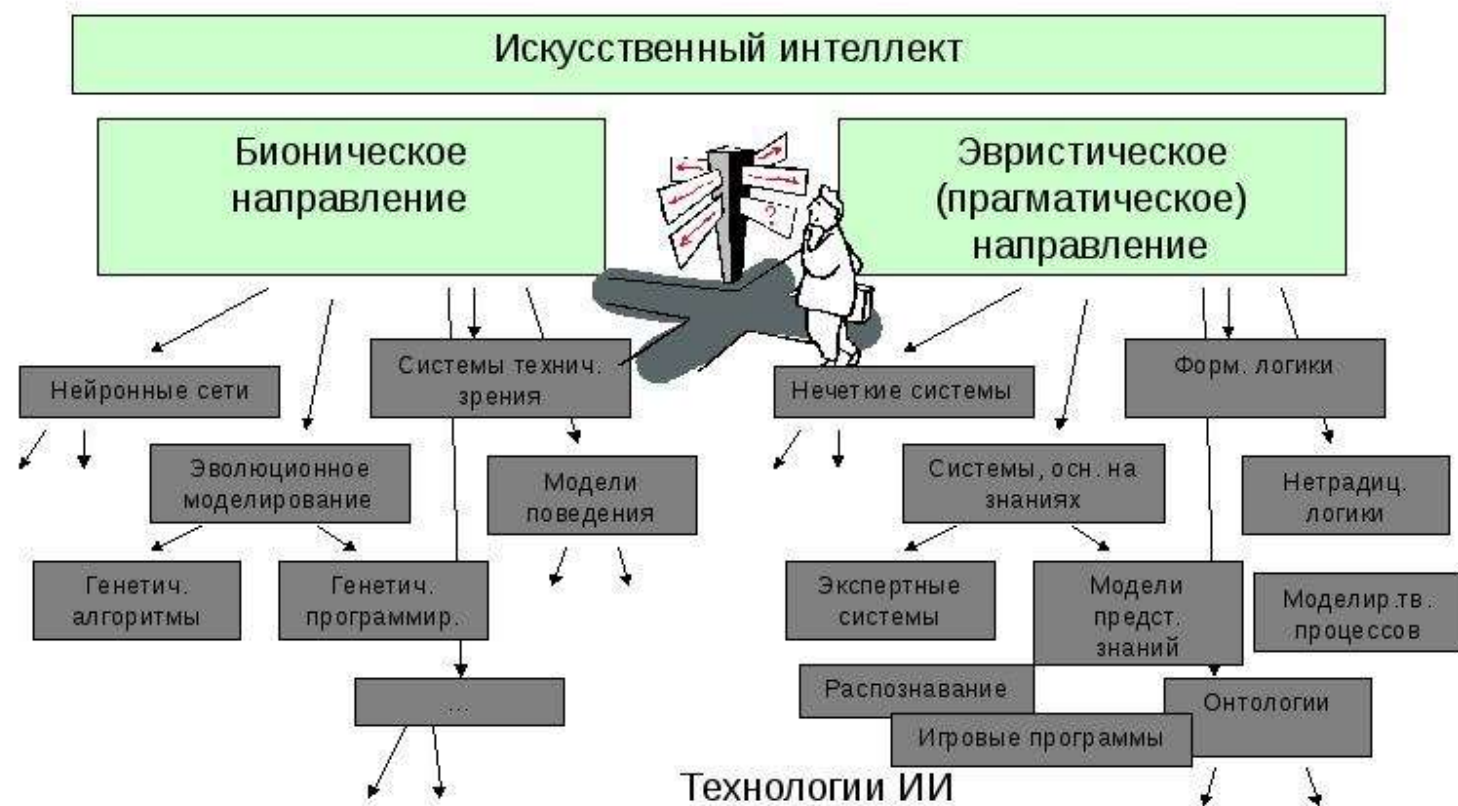 Искусственный интеллект
Бионическое
направление
Эвристическое
(прагматическое)
направление
?
Нейронные сети
Системы технич.
зрения
Нечеткие системы
Форм. логики
Эволюционное
моделирование
Модели
поведения
Системы, осн. на
знаниях
Нетрадиц.
логики
Генетич.
алгоритмы
Генетич.
программир.
Экспертные
системы
Модели
предст.
знаний
Моделир.тв.
процессов
...
Распознавание
Онтологии
Игровые программы
Технологии ИИ